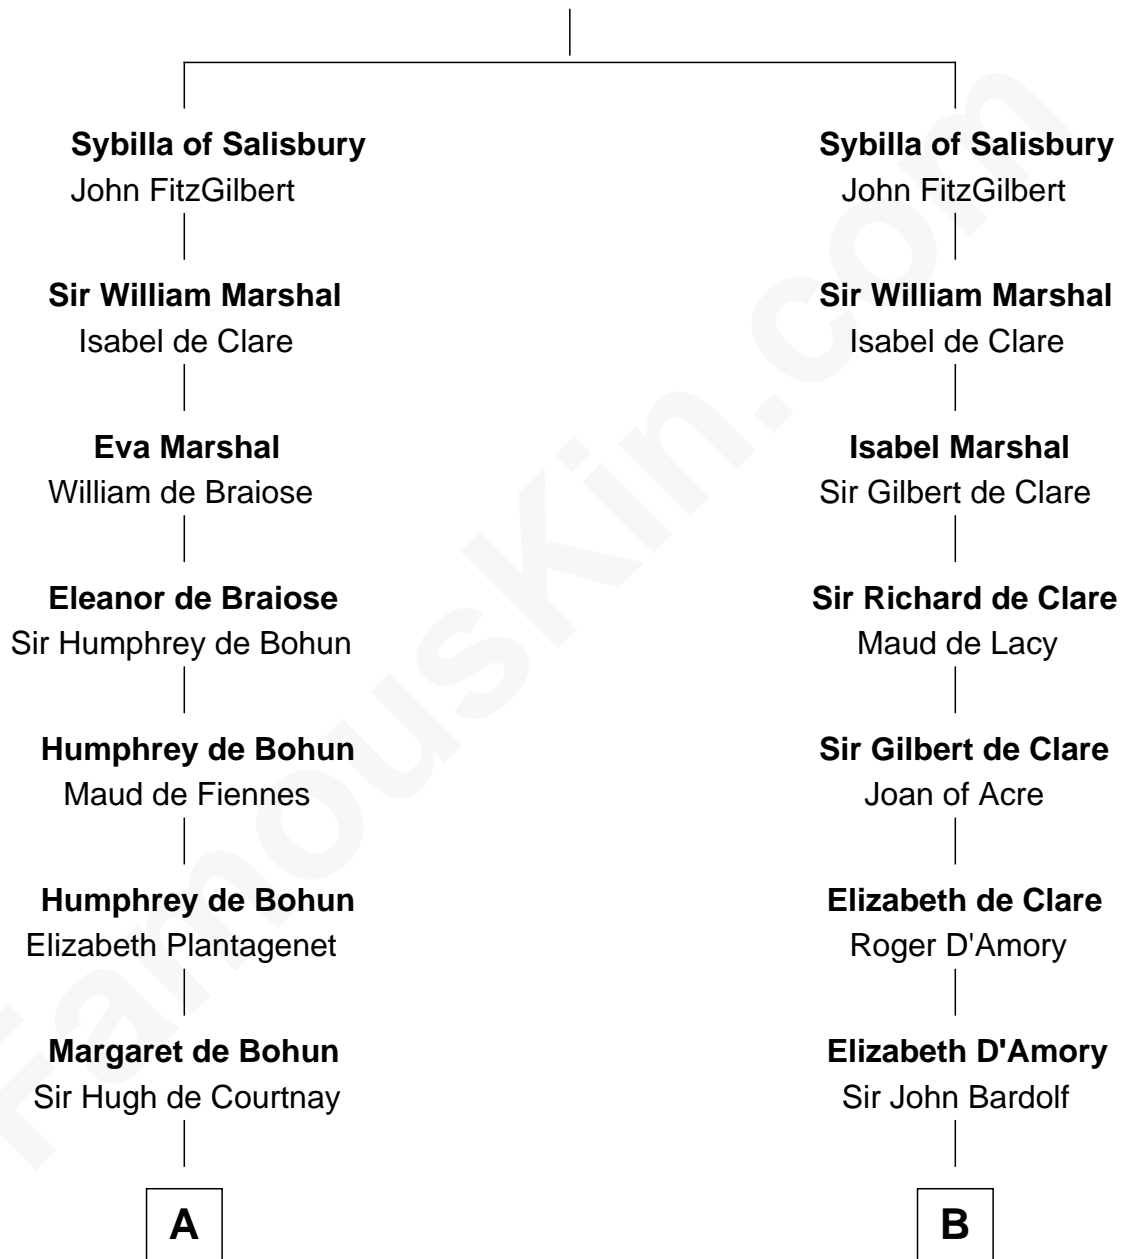 Sybilla of Salisbury
John FitzGilbert
Sir William Marshal
Isabel de Clare
Eva Marshal
William de Braiose
Eleanor de Braiose
Sir Humphrey de Bohun
Humphrey de Bohun
Maud de Fiennes
Humphrey de Bohun
Elizabeth Plantagenet
Margaret de Bohun
Sir Hugh de Courtnay
A
Sybilla of Salisbury
John FitzGilbert
Sir William Marshal
Isabel de Clare
Isabel Marshal
Sir Gilbert de Clare
Sir Richard de Clare
Maud de Lacy
Sir Gilbert de Clare
Joan of Acre
Elizabeth de Clare
Roger D'Amory
Elizabeth D'Amory
Sir John Bardolf
B
FamousKin.com